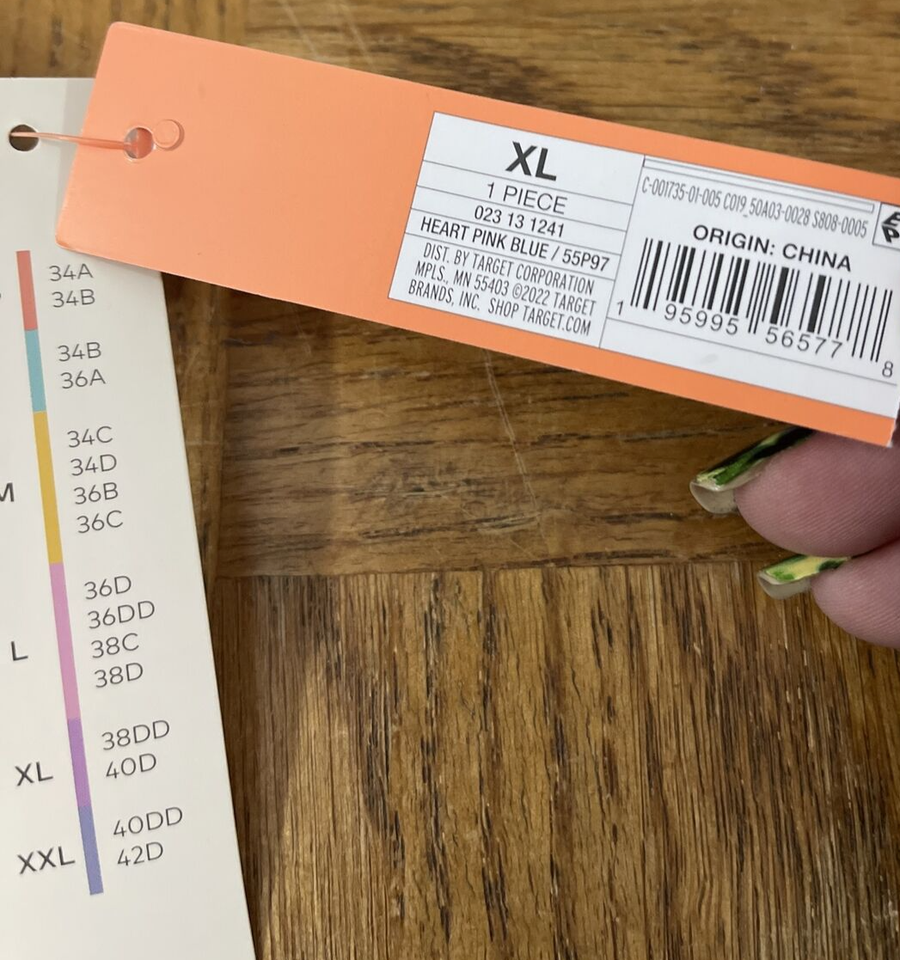 XL
1 PIECE
023 13 1241
HEART PINK BLUE / 55P97
DIST. BY TARGET CORPORATION
MPLS., MN 55403 ©2022 TARGET
BRANDS, INC. SHOP TARGET.COM
C-001735-01-005 C019_50A03-0028 S808-0005
ORIGIN: CHINA
1 95995 56577 8
34A
34B
34B
36A
34C
34D
M 36B
36C
36D
36DD
L 38C
38D
38DD
XL 40D
40DD
XXL 42D